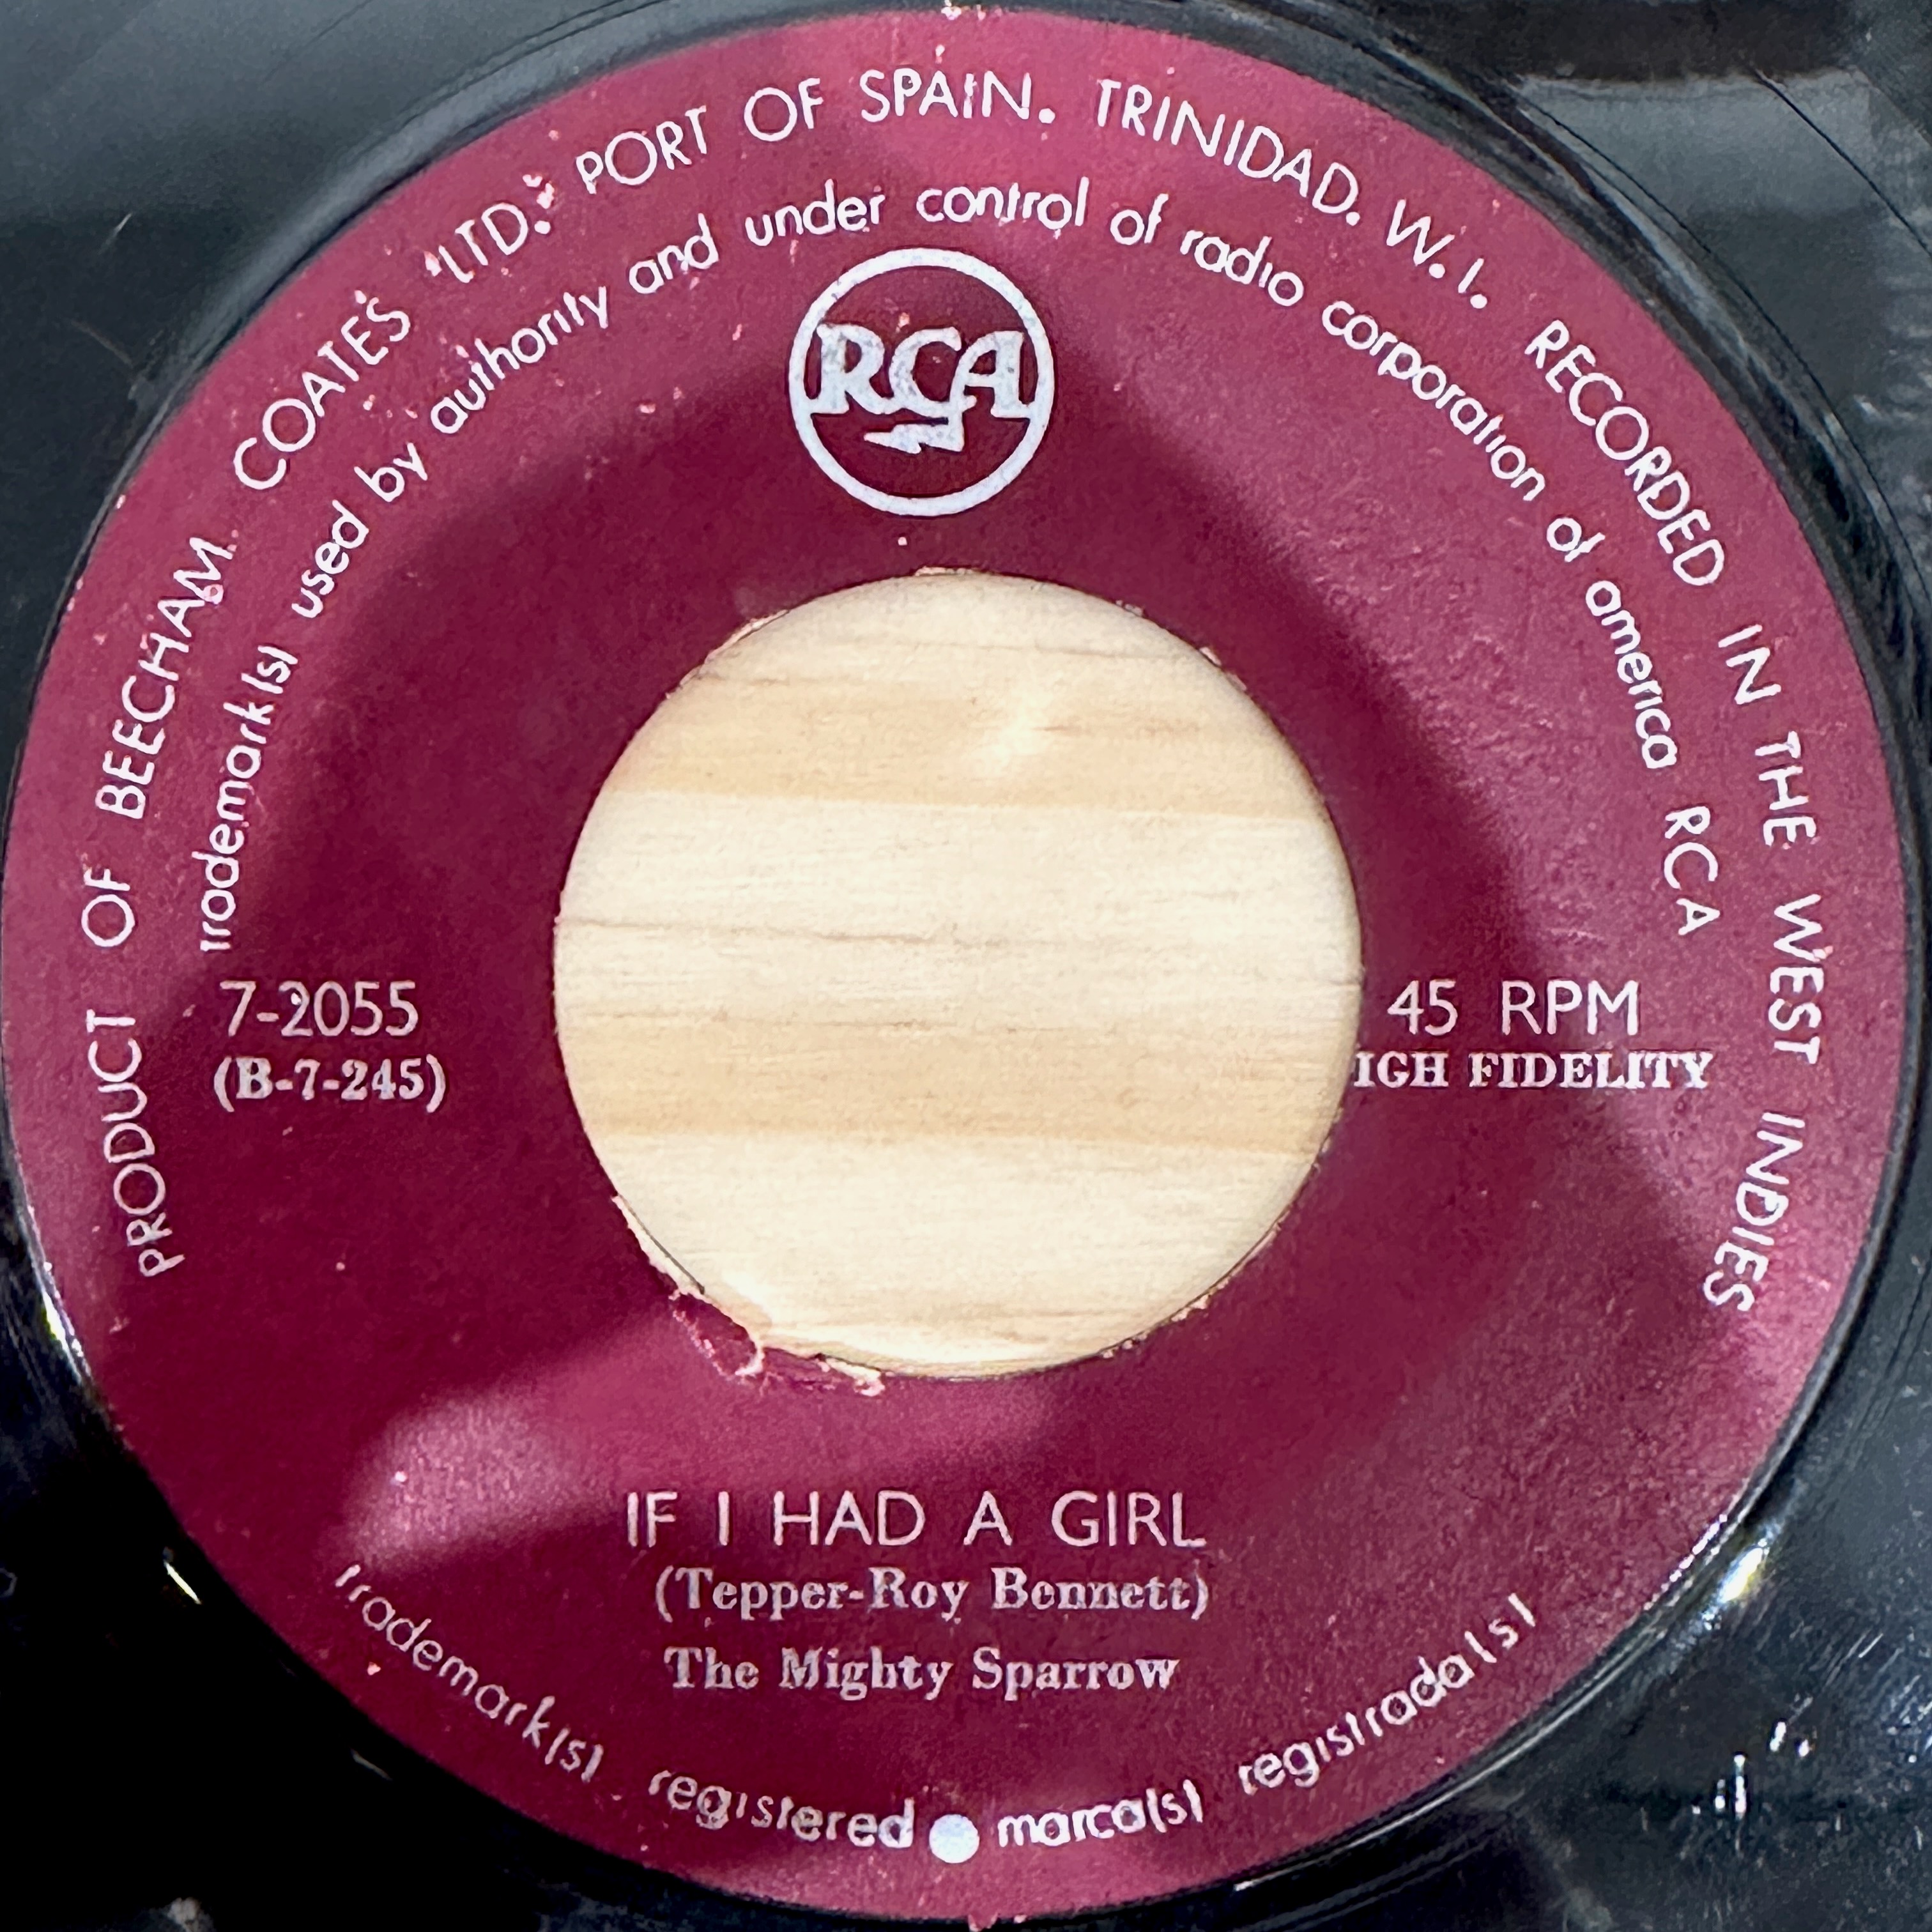 PRODUCT OF BEECHAM COATES LTD. PORT OF SPAIN. TRINIDAD. W.I. RECORDED IN THE WEST INDIES
trademark(s) used by authority and under control of radio corporation of america RCA
RCA
7-2055
(B-7-245)
45 RPM
IGH FIDELITY
IF I HAD A GIRL
(Tepper-Roy Bennett)
The Mighty Sparrow
trademark(s) registered ● marca(s) registrada(s)